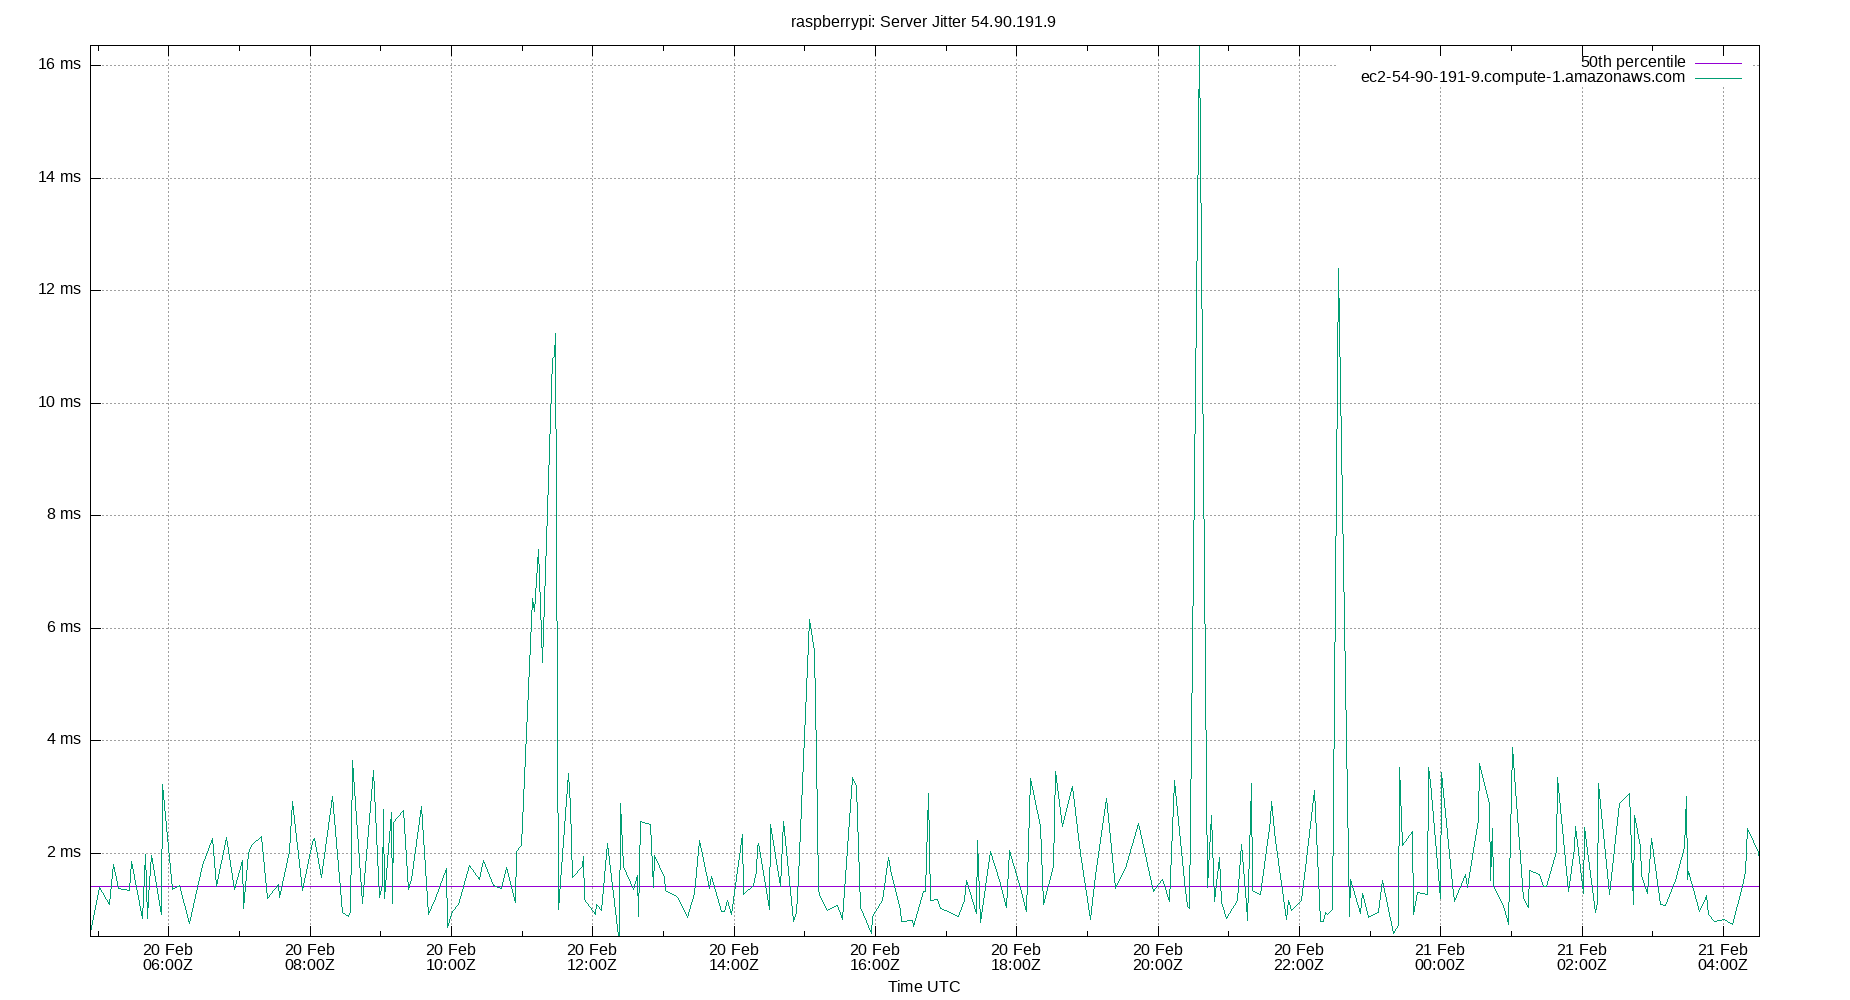 raspberrypi: Server Jitter 54.90.191.9
16 ms
14 ms
12 ms
10 ms
8 ms
6 ms
4 ms
2 ms
50th percentile
ec2-54-90-191-9.compute-1.amazonaws.com
20 Feb 20 Feb 20 Feb 20 Feb 20 Feb 20 Feb 20 Feb 20 Feb 20 Feb 21 Feb 21 Feb 21 Feb
06:00Z 08:00Z 10:00Z 12:00Z 14:00Z 16:00Z 18:00Z 20:00Z 22:00Z 00:00Z 02:00Z 04:00Z
Time UTC